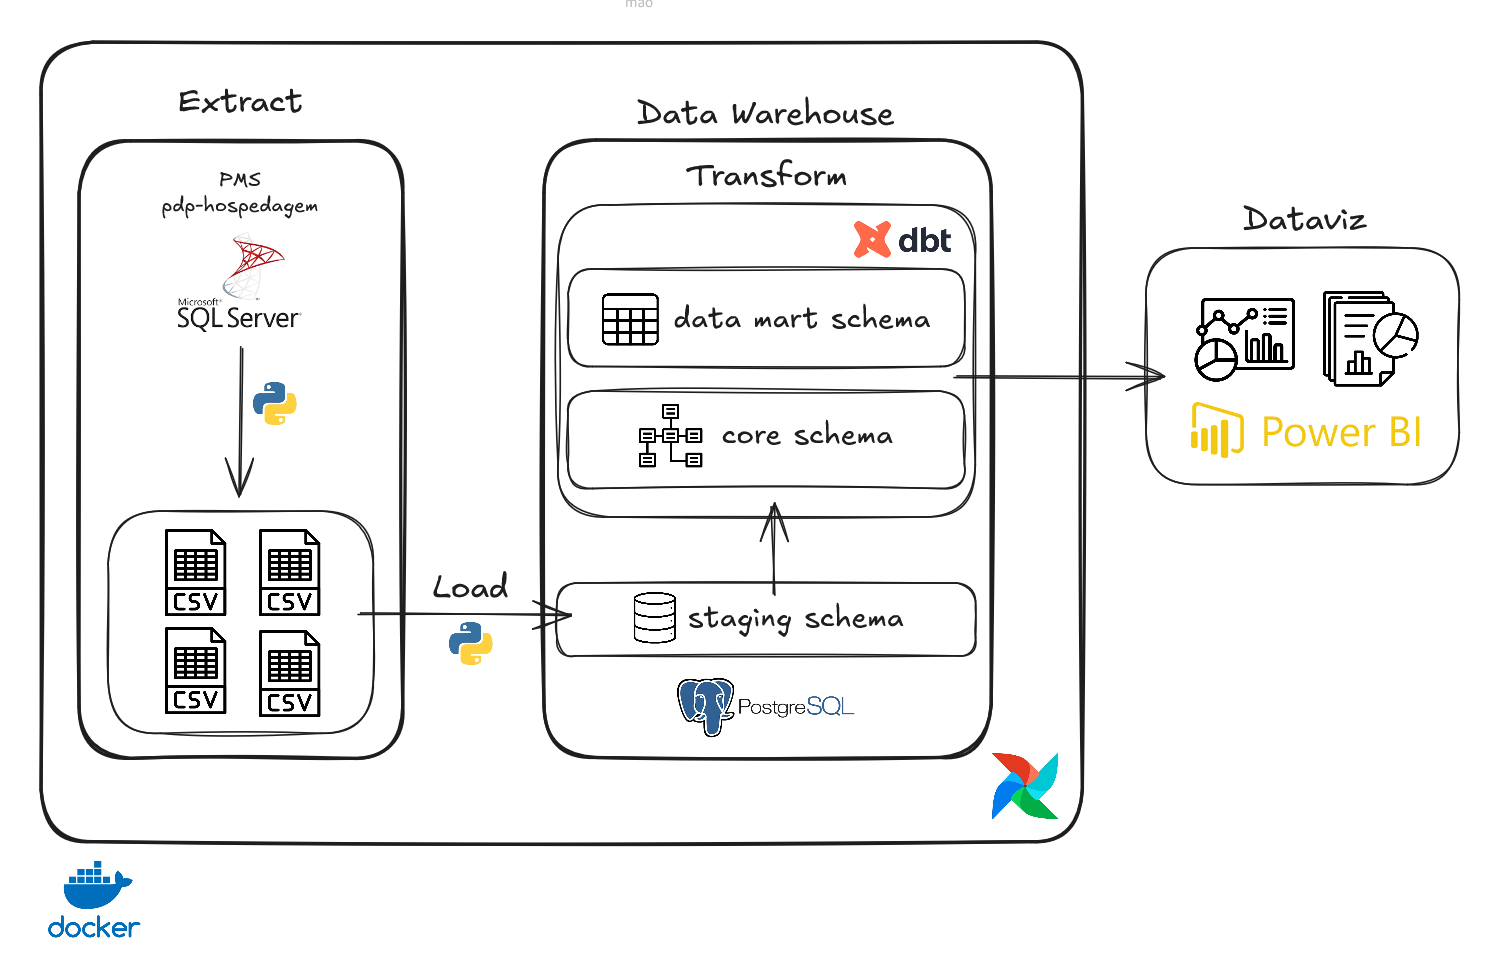 mao
Extract
PMS
pdp-hospedagem
Microsoft®
SQL Server®
CSV
CSV
CSV
CSV
Load
Data Warehouse
Transform
dbt
data mart schema
core schema
staging schema
PostgreSQL
Dataviz
Power BI
docker